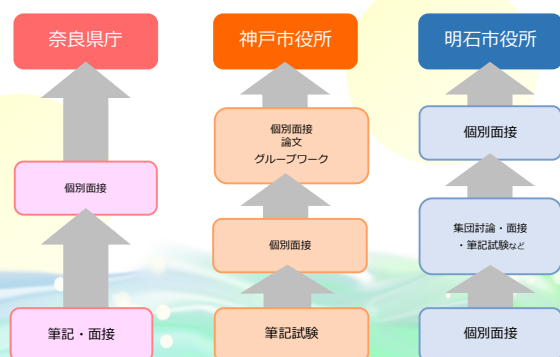 奈良県庁
個別面接
筆記・面接
神戸市役所
個別面接
論文
グループワーク
個別面接
筆記試験
明石市役所
個別面接
集団討論・面接
・筆記試験など
個別面接